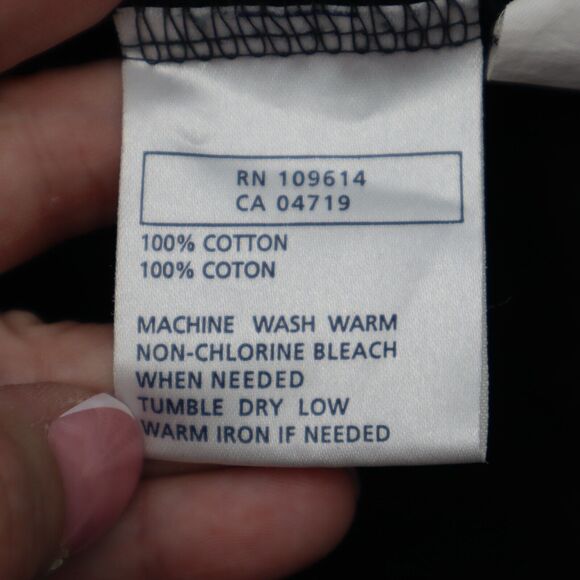 RN 109614
CA 04719
100% COTTON
100% COTON
MACHINE WASH WARM
NON-CHLORINE BLEACH
WHEN NEEDED
TUMBLE DRY LOW
WARM IRON IF NEEDED